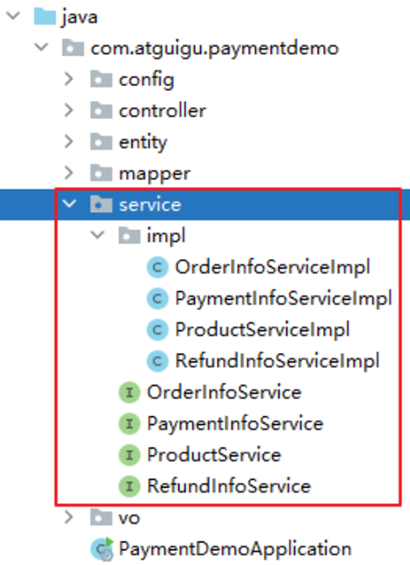 java
com.atguigu.paymentdemo
config
controller
entity
mapper
service
impl
C OrderInfoServiceImpl
C PaymentInfoServiceImpl
C ProductServiceImpl
C RefundInfoServiceImpl
I OrderInfoService
I PaymentInfoService
I ProductService
I RefundInfoService
vo
C PaymentDemoApplication